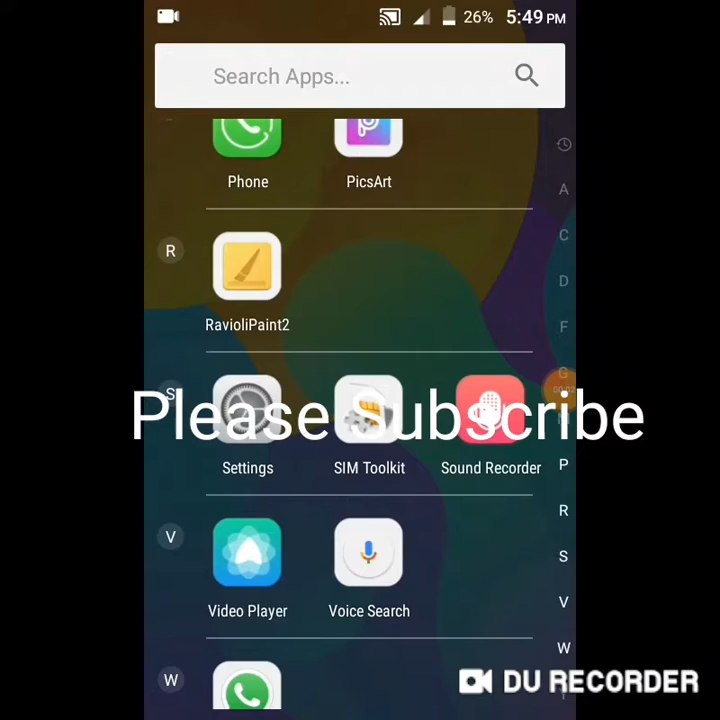 26% 5:49 PM
Search Apps...
Phone PicsArt
A
C
R
D
F
RavioliPaint2
G
S
Please Subscribe
H
Settings SIM Toolkit Sound Recorder
P
R
V
S
Video Player Voice Search
V
W
W
DU RECORDER